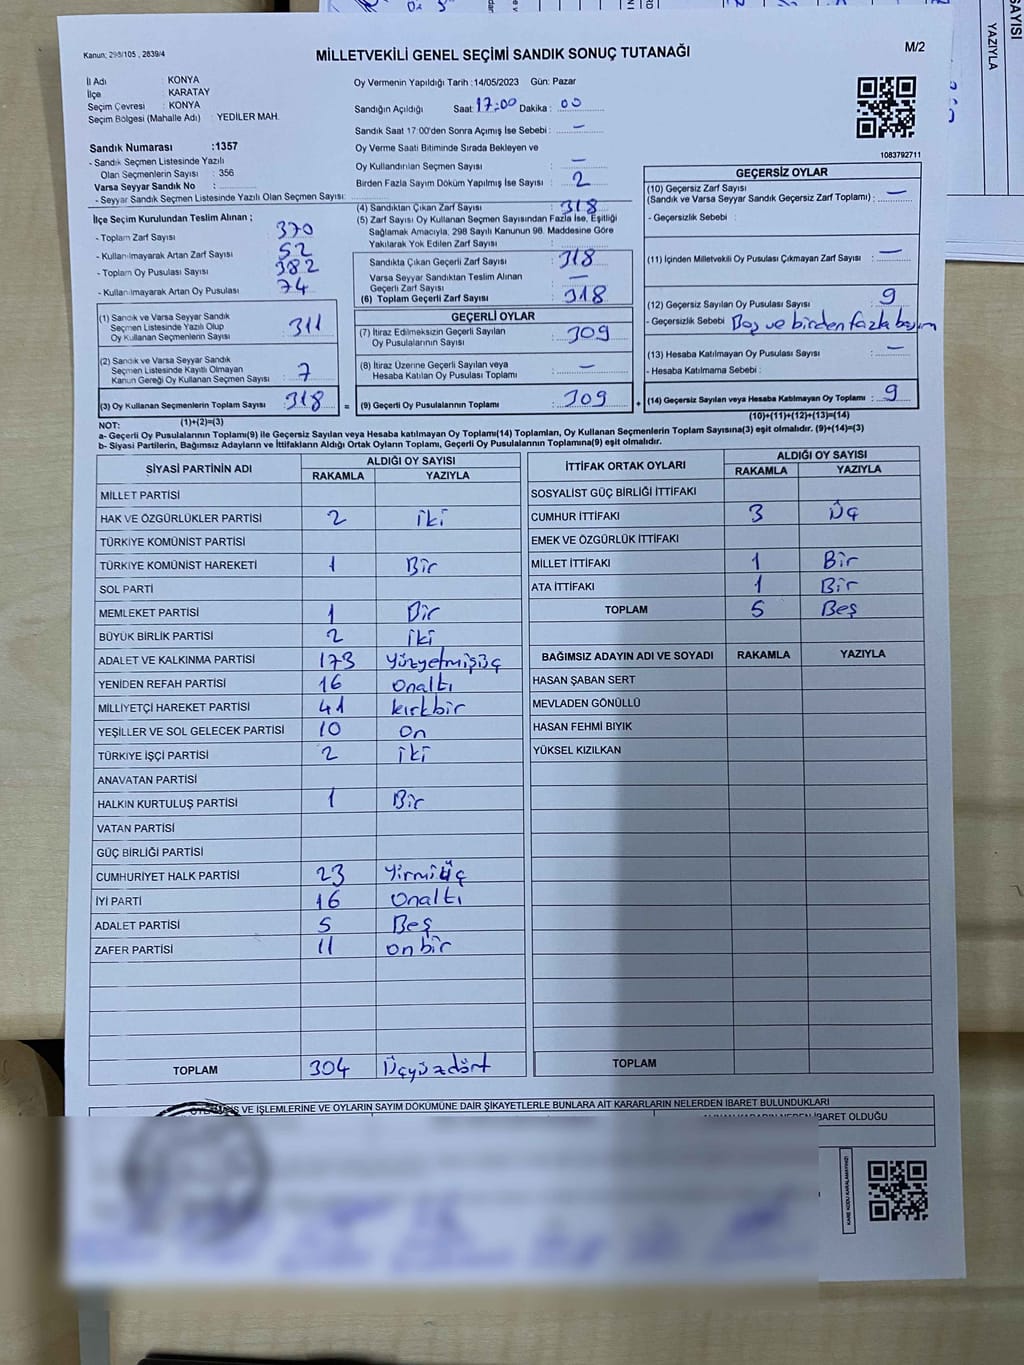 Kanun: 298/105 , 2839/4
MİLLETVEKİLİ GENEL SEÇİMİ SANDIK SONUÇ TUTANAĞI
M/2
İl Adı : KONYA
İlçe : KARATAY
Seçim Çevresi : KONYA
Seçim Bölgesi (Mahalle Adı) : YEDİLER MAH.
Oy Vermenin Yapıldığı Tarih :14/05/2023 Gün: Pazar
Sandığın Açıldığı Saat: 17:00 Dakika : 00
Sandık Saat 17:00'den Sonra Açımış İse Sebebi : —
Oy Verme Saati Bitiminde Sırada Bekleyen ve
Oy Kullandırılan Seçmen Sayısı : —
Birden Fazla Sayım Döküm Yapılmış İse Sayısı : 2
1083792711
Sandık Numarası :1357
- Sandık Seçmen Listesinde Yazılı
Olan Seçmenlerin Sayısı : 356
Varsa Seyyar Sandık No :
- Seyyar Sandık Seçmen Listesinde Yazılı Olan Seçmen Sayısı:
İlçe Seçim Kurulundan Teslim Alınan ;
- Toplam Zarf Sayısı : 370
- Kullanılmayarak Artan Zarf Sayısı : 52
- Toplam Oy Pusulası Sayısı : 382
- Kullanılmayarak Artan Oy Pusulası : 74
(1) Sandık ve Varsa Seyyar Sandık
Seçmen Listesinde Yazılı Olup
Oy Kullanan Seçmenlerin Sayısı : 311
(2) Sandık ve Varsa Seyyar Sandık
Seçmen Listesinde Kayıtlı Olmayan
Kanun Gereği Oy Kullanan Seçmen Sayısı : 7
(3) Oy Kullanan Seçmenlerin Toplam Sayısı : 318
(1)+(2)=(3)
(4) Sandıktan Çıkan Zarf Sayısı : 318
(5) Zarf Sayısı Oy Kullanan Seçmen Sayısından Fazla İse, Eşitliği
Sağlamak Amacıyla, 298 Sayılı Kanunun 98. Maddesine Göre
Yakılarak Yok Edilen Zarf Sayısı :
Sandıkta Çıkan Geçerli Zarf Sayısı : 318
Varsa Seyyar Sandıktan Teslim Alınan
Geçerli Zarf Sayısı : —
(6) Toplam Geçerli Zarf Sayısı : 318
GEÇERLİ OYLAR
(7) İtiraz Edilmeksizin Geçerli Sayılan
Oy Pusulalarının Sayısı : 309
(8) İtiraz Üzerine Geçerli Sayılan veya
Hesaba Katılan Oy Pusulası Toplamı : —
= (9) Geçerli Oy Pusulalarının Toplamı : 309
GEÇERSİZ OYLAR
(10) Geçersiz Zarf Sayısı
(Sandık ve Varsa Seyyar Sandık Geçersiz Zarf Toplamı) : —
- Geçersizlik Sebebi :
(11) İçinden Milletvekili Oy Pusulası Çıkmayan Zarf Sayısı : —
(12) Geçersiz Sayılan Oy Pusulası Sayısı : 9
- Geçersizlik Sebebi : Boş ve birden fazla basım
(13) Hesaba Katılmayan Oy Pusulası Sayısı : —
- Hesaba Katılmama Sebebi :
+ (14) Geçersiz Sayılan veya Hesaba Katılmayan Oy Toplamı : 9
(10)+(11)+(12)+(13)=(14)
NOT:
a- Geçerli Oy Pusulalarının Toplamı(9) ile Geçersiz Sayılan veya Hesaba katılmayan Oy Toplamı(14) Toplamları, Oy Kullanan Seçmenlerin Toplam Sayısına(3) eşit olmalıdır. (9)+(14)=(3)
b- Siyasi Partilerin, Bağımsız Adayların ve İttifakların Aldığı Ortak Oyların Toplamı, Geçerli Oy Pusulalarının Toplamına(9) eşit olmalıdır.
SİYASİ PARTİNİN ADI ALDIĞI OY SAYISI
RAKAMLA YAZIYLA
MİLLET PARTİSİ
HAK VE ÖZGÜRLÜKLER PARTİSİ 2 iki
TÜRKİYE KOMÜNİST PARTİSİ
TÜRKİYE KOMÜNİST HAREKETİ 1 Bir
SOL PARTİ
MEMLEKET PARTİSİ 1 Bir
BÜYÜK BİRLİK PARTİSİ 2 iki
ADALET VE KALKINMA PARTİSİ 173 Yüzyetmişüç
YENİDEN REFAH PARTİSİ 16 Onaltı
MİLLİYETÇİ HAREKET PARTİSİ 41 kırkbir
YEŞİLLER VE SOL GELECEK PARTİSİ 10 On
TÜRKİYE İŞÇİ PARTİSİ 2 iki
ANAVATAN PARTİSİ
HALKIN KURTULUŞ PARTİSİ 1 Bir
VATAN PARTİSİ
GÜÇ BİRLİĞİ PARTİSİ
CUMHURİYET HALK PARTİSİ 23 Yirmiüç
İYİ PARTİ 16 Onaltı
ADALET PARTİSİ 5 Beş
ZAFER PARTİSİ 11 onbir
TOPLAM 304 Üçyüzdört
İTTİFAK ORTAK OYLARI ALDIĞI OY SAYISI
RAKAMLA YAZIYLA
SOSYALİST GÜÇ BİRLİĞİ İTTİFAKI
CUMHUR İTTİFAKI 3 Üç
EMEK VE ÖZGÜRLÜK İTTİFAKI
MİLLET İTTİFAKI 1 Bir
ATA İTTİFAKI 1 Bir
TOPLAM 5 Beş
BAĞIMSIZ ADAYIN ADI VE SOYADI RAKAMLA YAZIYLA
HASAN ŞABAN SERT
MEVLADEN GÖNÜLLÜ
HASAN FEHMİ BIYIK
YÜKSEL KIZILKAN
TOPLAM
VE İŞLEMLERİNE VE OYLARIN SAYIM DÖKÜMÜNE DAİR ŞİKAYETLERLE BUNLARA AİT KARARLARIN NELERDEN İBARET BULUNDUKLARI
İBARET OLDUĞU
KARE KODU KARALAMAYINIZ!
SAYISI
YAZIYLA